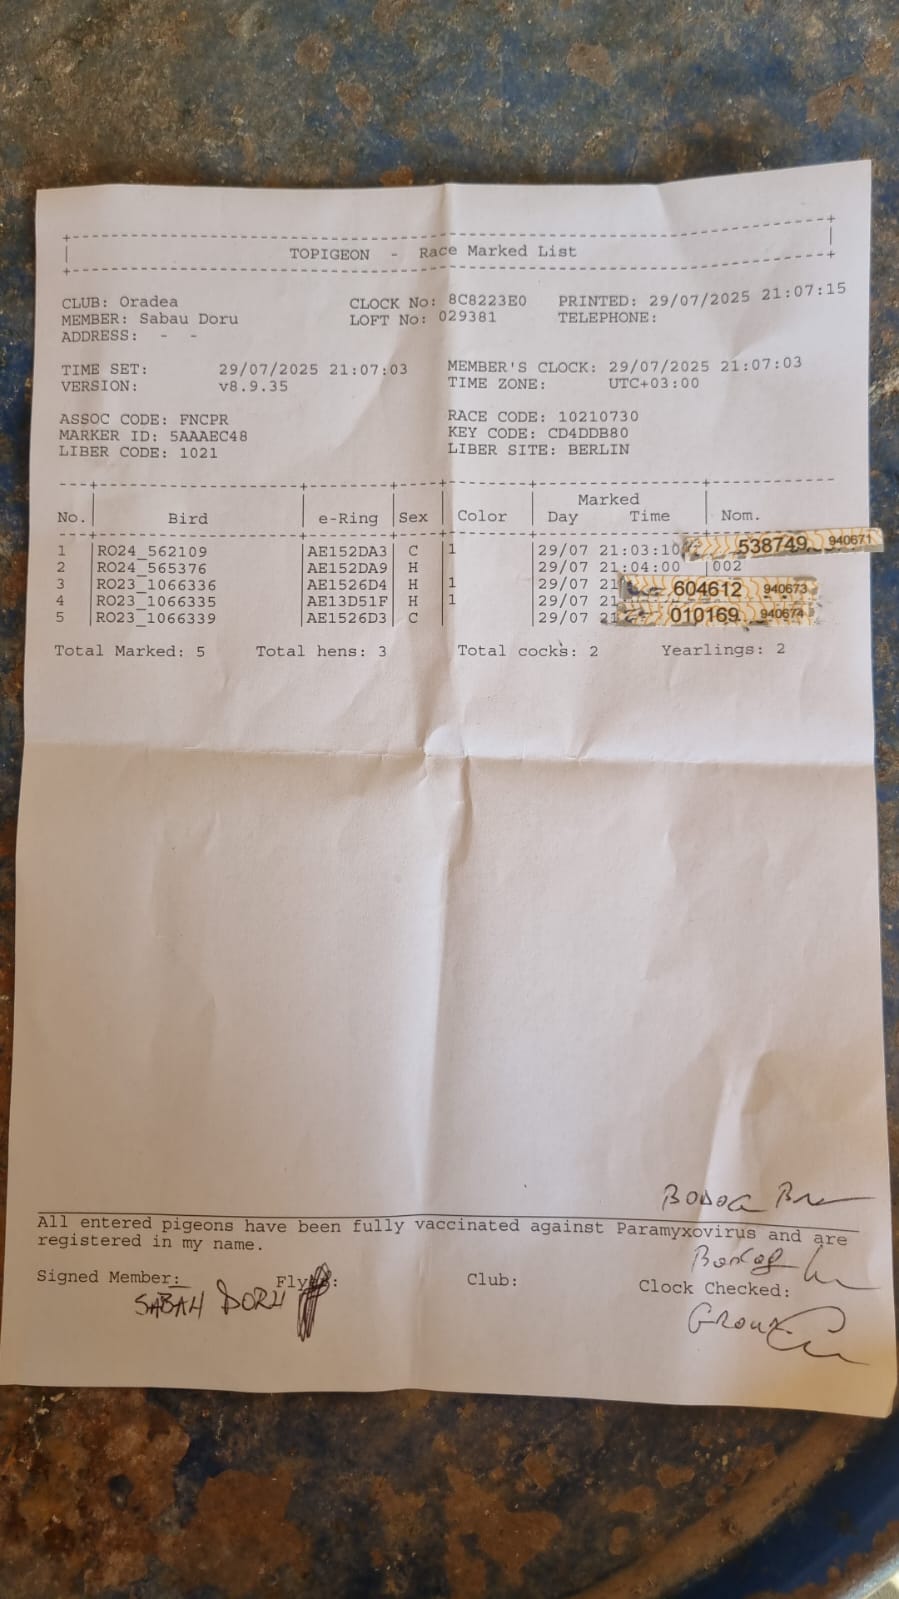 TOPIGEON - Race Marked List
CLUB: Oradea CLOCK No: 8C8223E0 PRINTED: 29/07/2025 21:07:15
MEMBER: Sabau Doru LOFT No: 029381 TELEPHONE:
ADDRESS: - -
TIME SET: 29/07/2025 21:07:03 MEMBER'S CLOCK: 29/07/2025 21:07:03
VERSION: v8.9.35 TIME ZONE: UTC+03:00
ASSOC CODE: FNCPR RACE CODE: 10210730
MARKER ID: 5AAAEC48 KEY CODE: CD4DDB80
LIBER CODE: 1021 LIBER SITE: BERLIN
Marked
No. Bird e-Ring Sex Color Day Time Nom.
1 RO24_562109 AE152DA3 C 1 29/07 21:03:10 538749 940671
2 RO24_565376 AE152DA9 H 29/07 21:04:00 002
3 RO23_1066336 AE1526D4 H 1 29/07 21 604612 940673
4 RO23_1066335 AE13D51F H 1 29/07 21
5 RO23_1066339 AE1526D3 C 29/07 21 010169 940674
Total Marked: 5 Total hens: 3 Total cocks: 2 Yearlings: 2
All entered pigeons have been fully vaccinated against Paramyxovirus and are
registered in my name.
Signed Member: Club: Clock Checked:
SABAU DORU